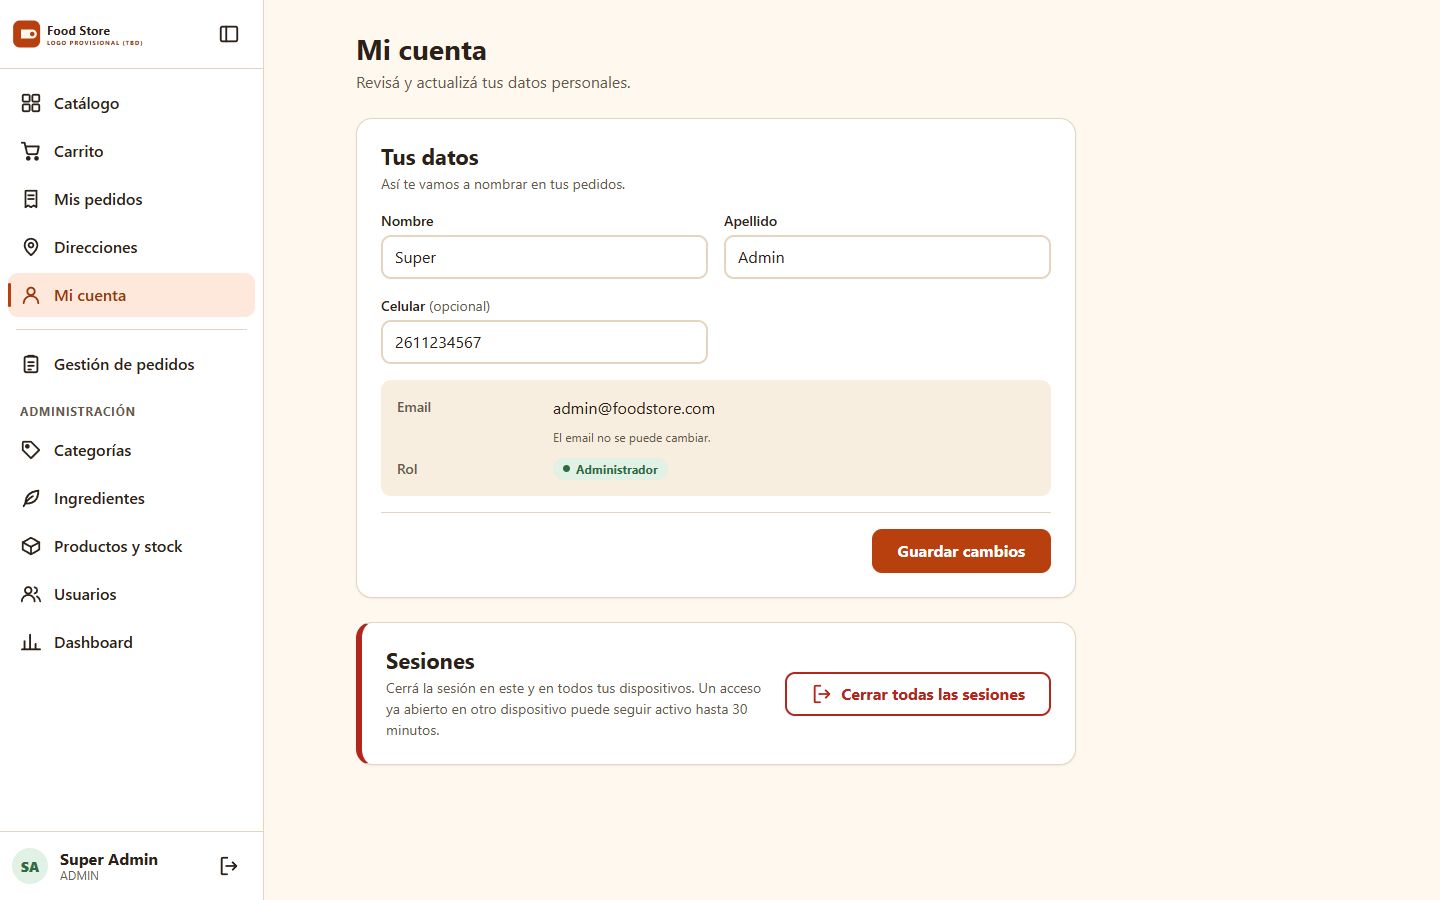 Food Store
LOGO PROVISIONAL (TBD)
Catálogo
Carrito
Mis pedidos
Direcciones
Mi cuenta
Gestión de pedidos
ADMINISTRACIÓN
Categorías
Ingredientes
Productos y stock
Usuarios
Dashboard
SA
Super Admin
ADMIN
Mi cuenta
Revisá y actualizá tus datos personales.
Tus datos
Así te vamos a nombrar en tus pedidos.
Nombre
Apellido
Super
Admin
Celular (opcional)
2611234567
Email
admin@foodstore.com
El email no se puede cambiar.
Rol
Administrador
Guardar cambios
Sesiones
Cerrá la sesión en este y en todos tus dispositivos. Un acceso
ya abierto en otro dispositivo puede seguir activo hasta 30
minutos.
Cerrar todas las sesiones